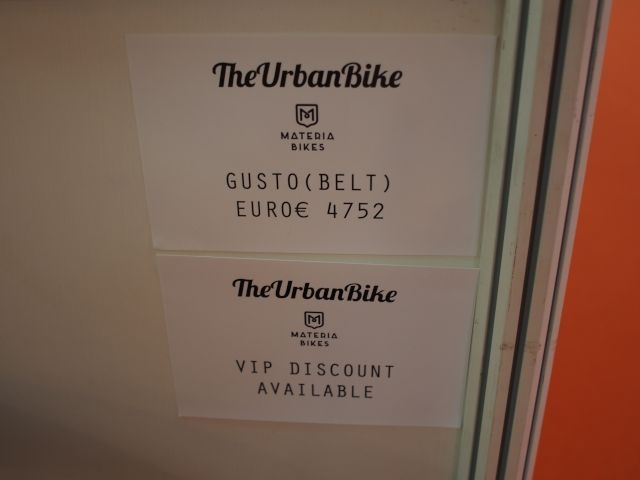 TheUrbanBike
M
MATERIA
BIKES
GUSTO(BELT)
EURO€ 4752
TheUrbanBike
M
MATERIA
BIKES
VIP DISCOUNT
AVAILABLE